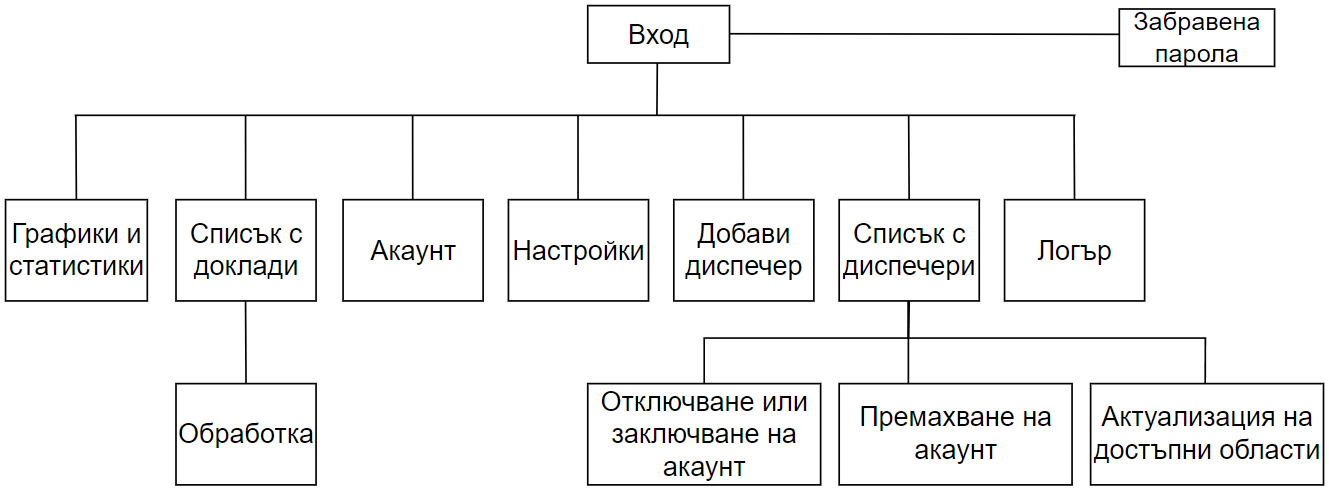 Вход
Забравена
парола
Графики и
статистики
Списък с
доклади
Акаунт
Настройки
Добави
диспечер
Списък с
диспечери
Логър
Обработка
Отключване или
заключване на
акаунт
Премахване на
акаунт
Актуализация на
достъпни области